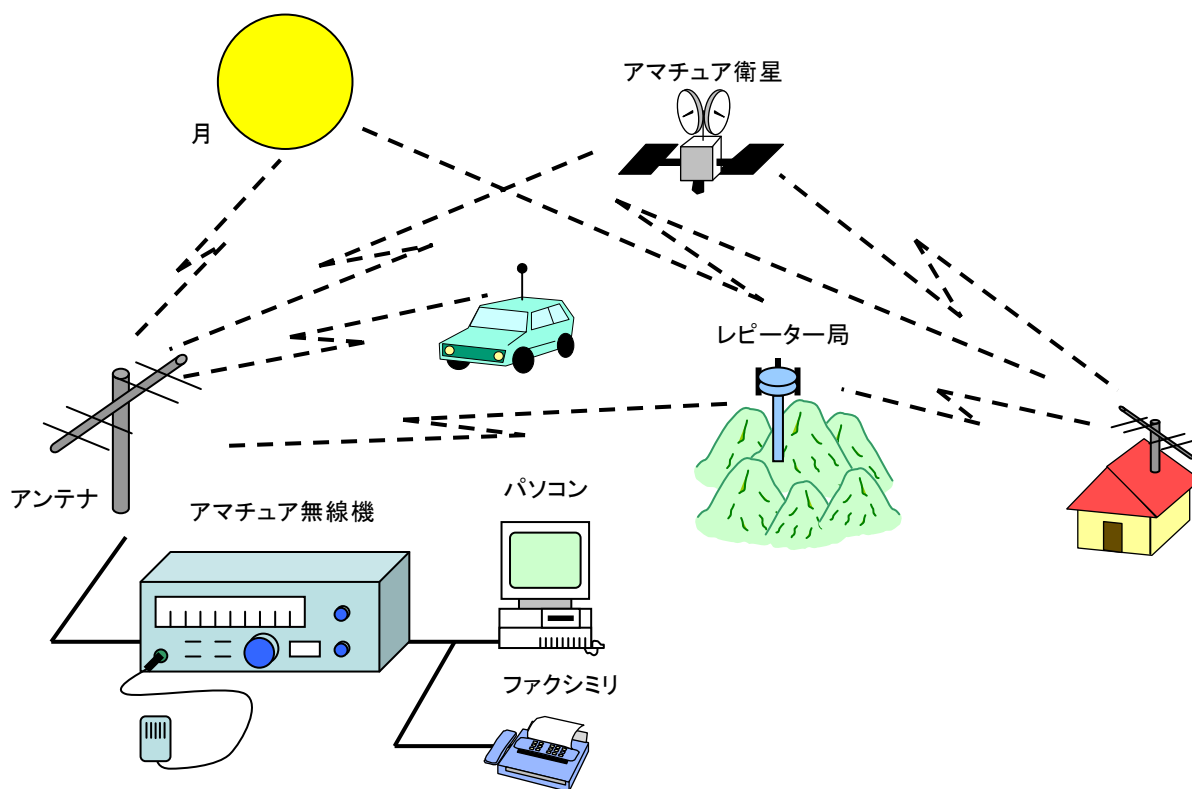 アマチュア衛星
月
レピーター局
アンテナ
アマチュア無線機
パソコン
ファクシミリ